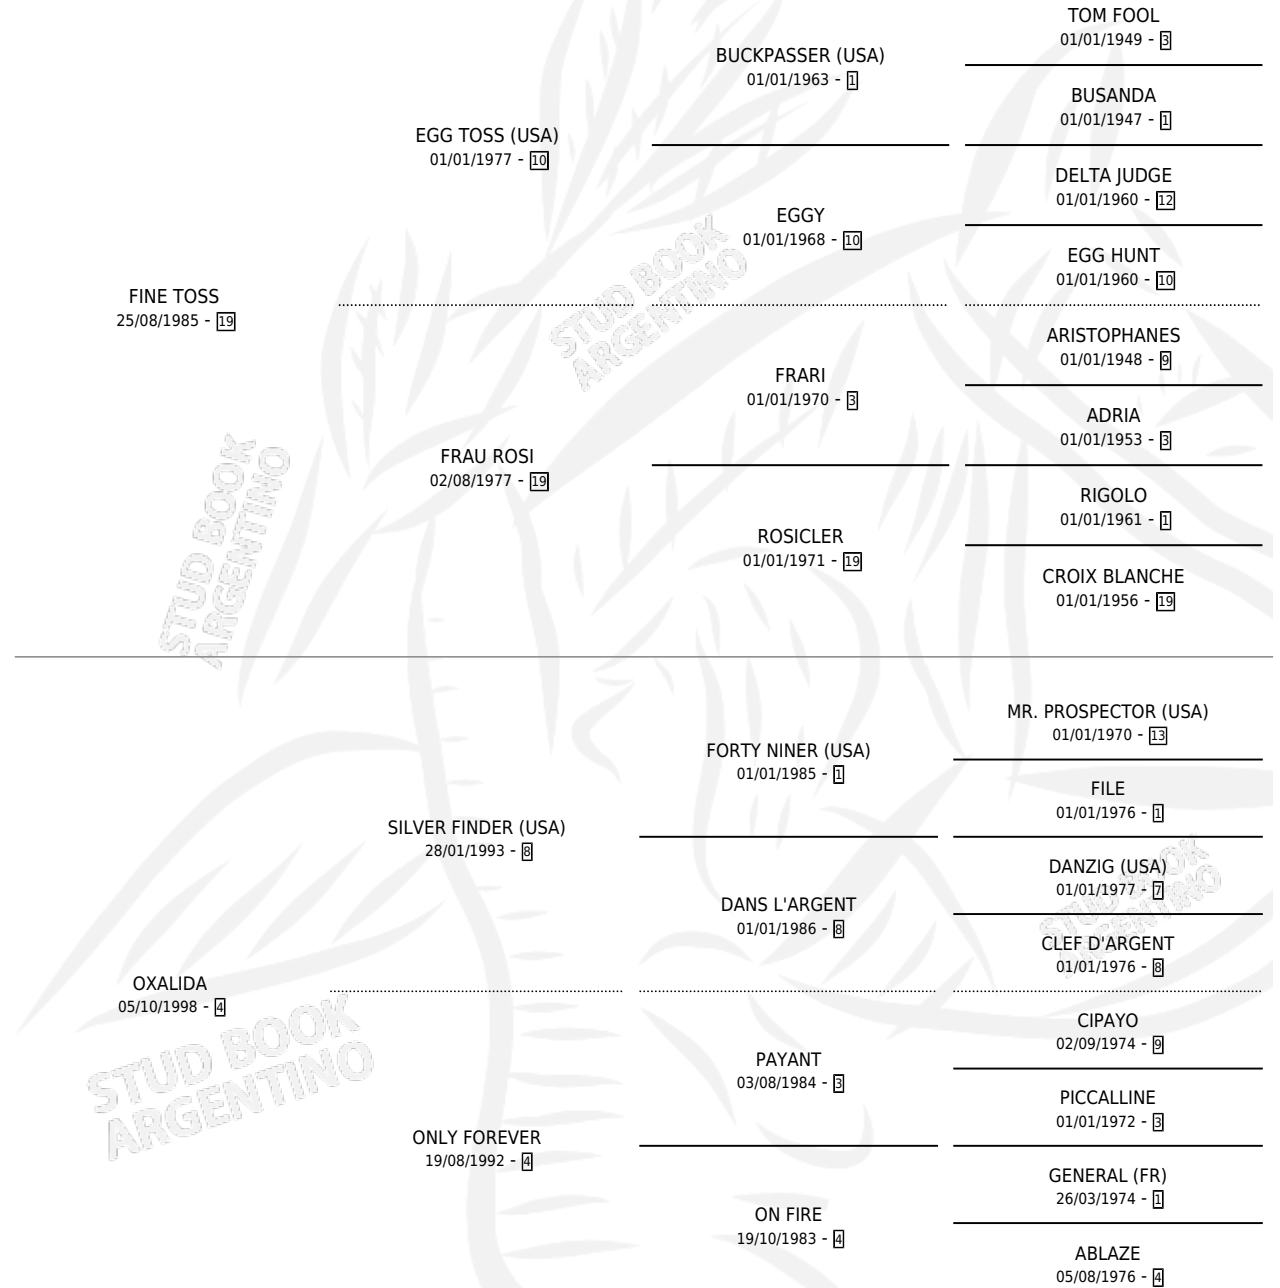 TOM FOOL
01/01/1949 - 3
BUCKPASSER (USA)
01/01/1963 - 1
BUSANDA
01/01/1947 - 1
EGG TOSS (USA)
01/01/1977 - 10
DELTA JUDGE
01/01/1960 - 12
EGGY
01/01/1968 - 10
EGG HUNT
01/01/1960 - 10
FINE TOSS
25/08/1985 - 19
STUD BOOK
ARGENTINO
ARISTOPHANES
01/01/1948 - 9
FRARI
01/01/1970 - 3
ADRIA
01/01/1953 - 3
FRAU ROSI
02/08/1977 - 19
RIGOLO
01/01/1961 - 1
ROSICLER
01/01/1971 - 19
CROIX BLANCHE
01/01/1956 - 19
STUD BOOK
ARGENTINO
MR. PROSPECTOR (USA)
01/01/1970 - 13
FORTY NINER (USA)
01/01/1985 - 1
FILE
01/01/1976 - 1
SILVER FINDER (USA)
28/01/1993 - 8
DANZIG (USA)
01/01/1977 - 7
DANS L'ARGENT
01/01/1986 - 8
STUD BOOK
ARGENTINO
CLEF D'ARGENT
01/01/1976 - 8
OXALIDA
05/10/1998 - 4
CIPAYO
02/09/1974 - 9
STUD BOOK
ARGENTINO
PAYANT
03/08/1984 - 3
PICCALLINE
01/01/1972 - 3
ONLY FOREVER
19/08/1992 - 4
GENERAL (FR)
26/03/1974 - 1
ON FIRE
19/10/1983 - 4
ABLAZE
05/08/1976 - 4